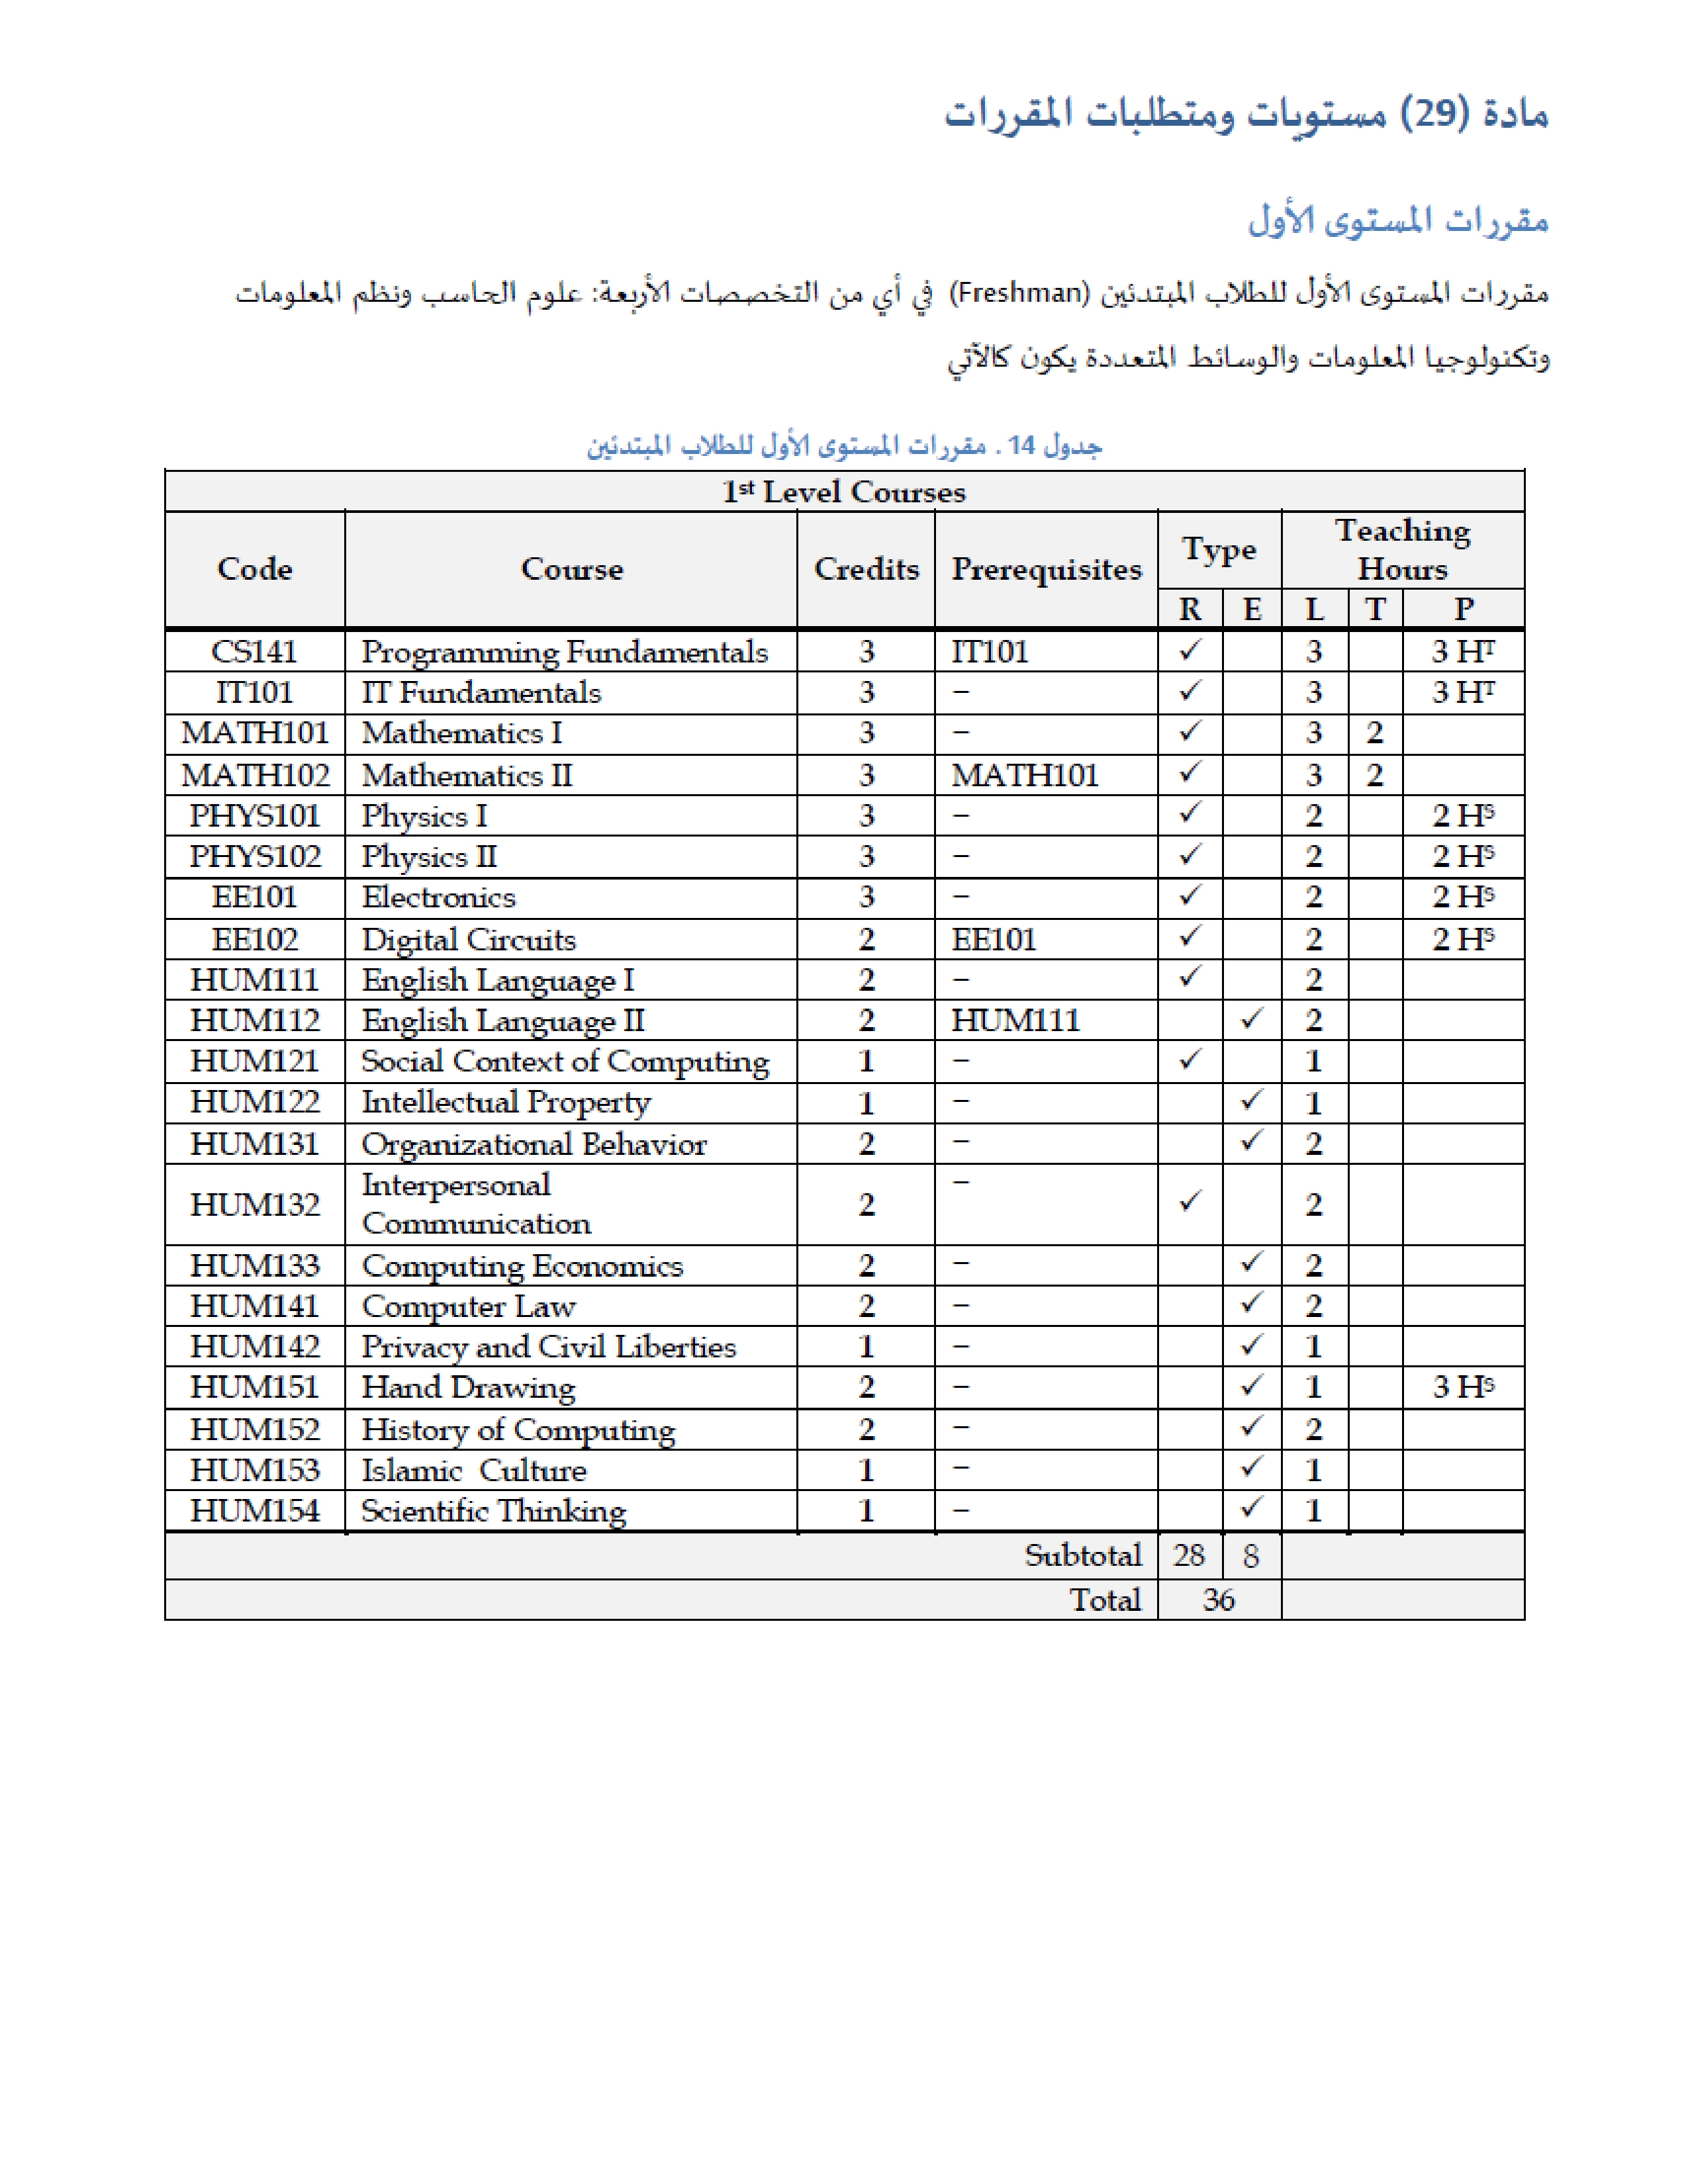 مادة (29) مستويات ومتطلبات المقررات
مقررات المستوى الأول
مقررات المستوى الأول للطلاب المبتدئين (Freshman) في أي من التخصصات الأربعة: علوم الحاسب ونظم المعلومات
وتكنولوجيا المعلومات والوسائط المتعددة يكون كالآتي
جدول 14 . مقررات المستوى الأول للطلاب المبتدئين
1st Level Courses
Code Course Credits Prerequisites Type Teaching Hours
R E L T P
CS141 Programming Fundamentals 3 IT101 ✓ 3 3 HT
IT101 IT Fundamentals 3 – ✓ 3 3 HT
MATH101 Mathematics I 3 – ✓ 3 2
MATH102 Mathematics II 3 MATH101 ✓ 3 2
PHYS101 Physics I 3 – ✓ 2 2 HS
PHYS102 Physics II 3 – ✓ 2 2 HS
EE101 Electronics 3 – ✓ 2 2 HS
EE102 Digital Circuits 2 EE101 ✓ 2 2 HS
HUM111 English Language I 2 – ✓ 2
HUM112 English Language II 2 HUM111 ✓ 2
HUM121 Social Context of Computing 1 – ✓ 1
HUM122 Intellectual Property 1 – ✓ 1
HUM131 Organizational Behavior 2 – ✓ 2
HUM132 Interpersonal Communication 2 – ✓ 2
HUM133 Computing Economics 2 – ✓ 2
HUM141 Computer Law 2 – ✓ 2
HUM142 Privacy and Civil Liberties 1 – ✓ 1
HUM151 Hand Drawing 2 – ✓ 1 3 HS
HUM152 History of Computing 2 – ✓ 2
HUM153 Islamic Culture 1 – ✓ 1
HUM154 Scientific Thinking 1 – ✓ 1
Subtotal 28 8
Total 36